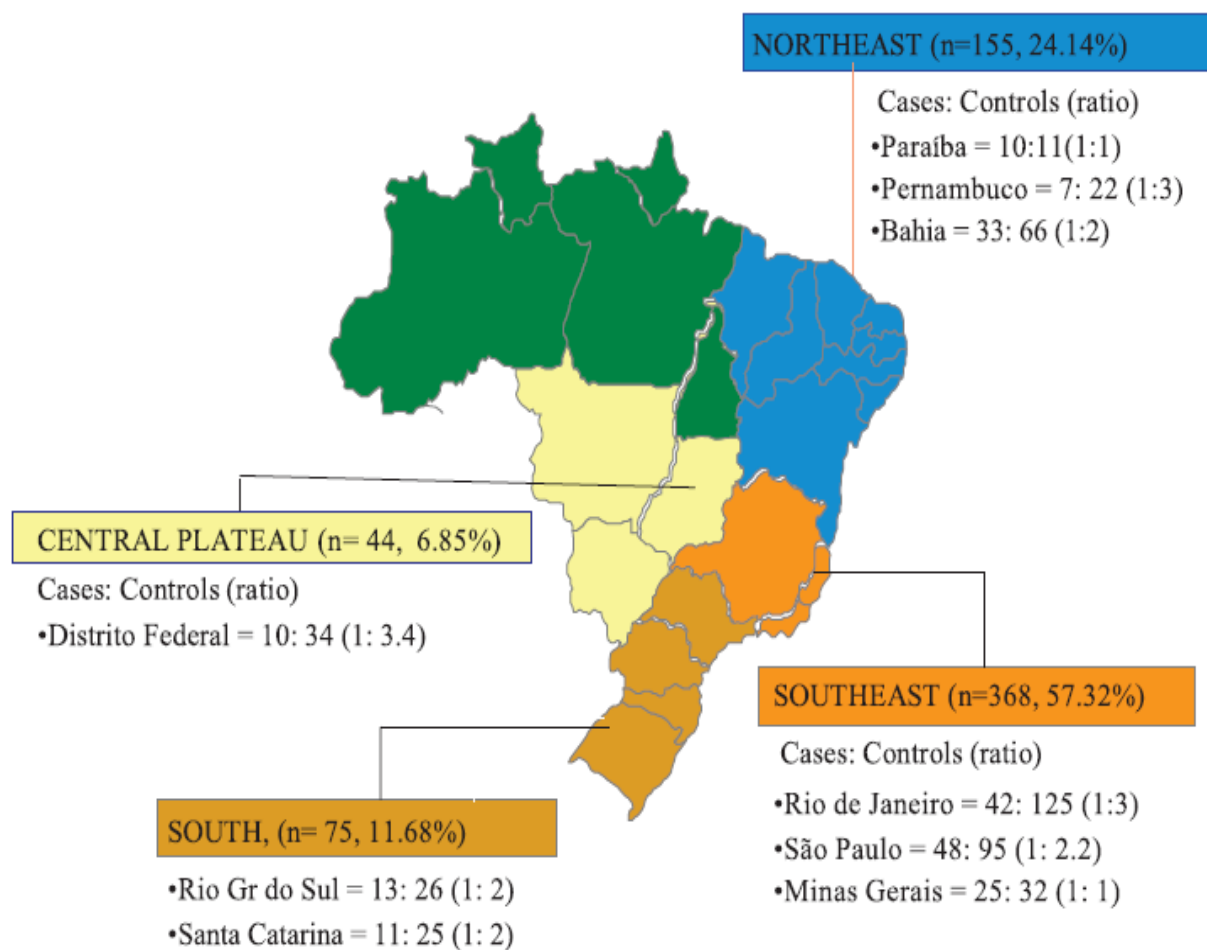 NORTHEAST (n=155, 24.14%)
Cases: Controls (ratio)
•Paraíba = 10:11(1:1)
•Pernambuco = 7: 22 (1:3)
•Bahia = 33: 66 (1:2)
CENTRAL PLATEAU (n= 44, 6.85%)
Cases: Controls (ratio)
•Distrito Federal = 10: 34 (1: 3.4)
SOUTHEAST (n=368, 57.32%)
Cases: Controls (ratio)
•Rio de Janeiro = 42: 125 (1:3)
•São Paulo = 48: 95 (1: 2.2)
•Minas Gerais = 25: 32 (1: 1)
SOUTH, (n= 75, 11.68%)
•Rio Gr do Sul = 13: 26 (1: 2)
•Santa Catarina = 11: 25 (1: 2)